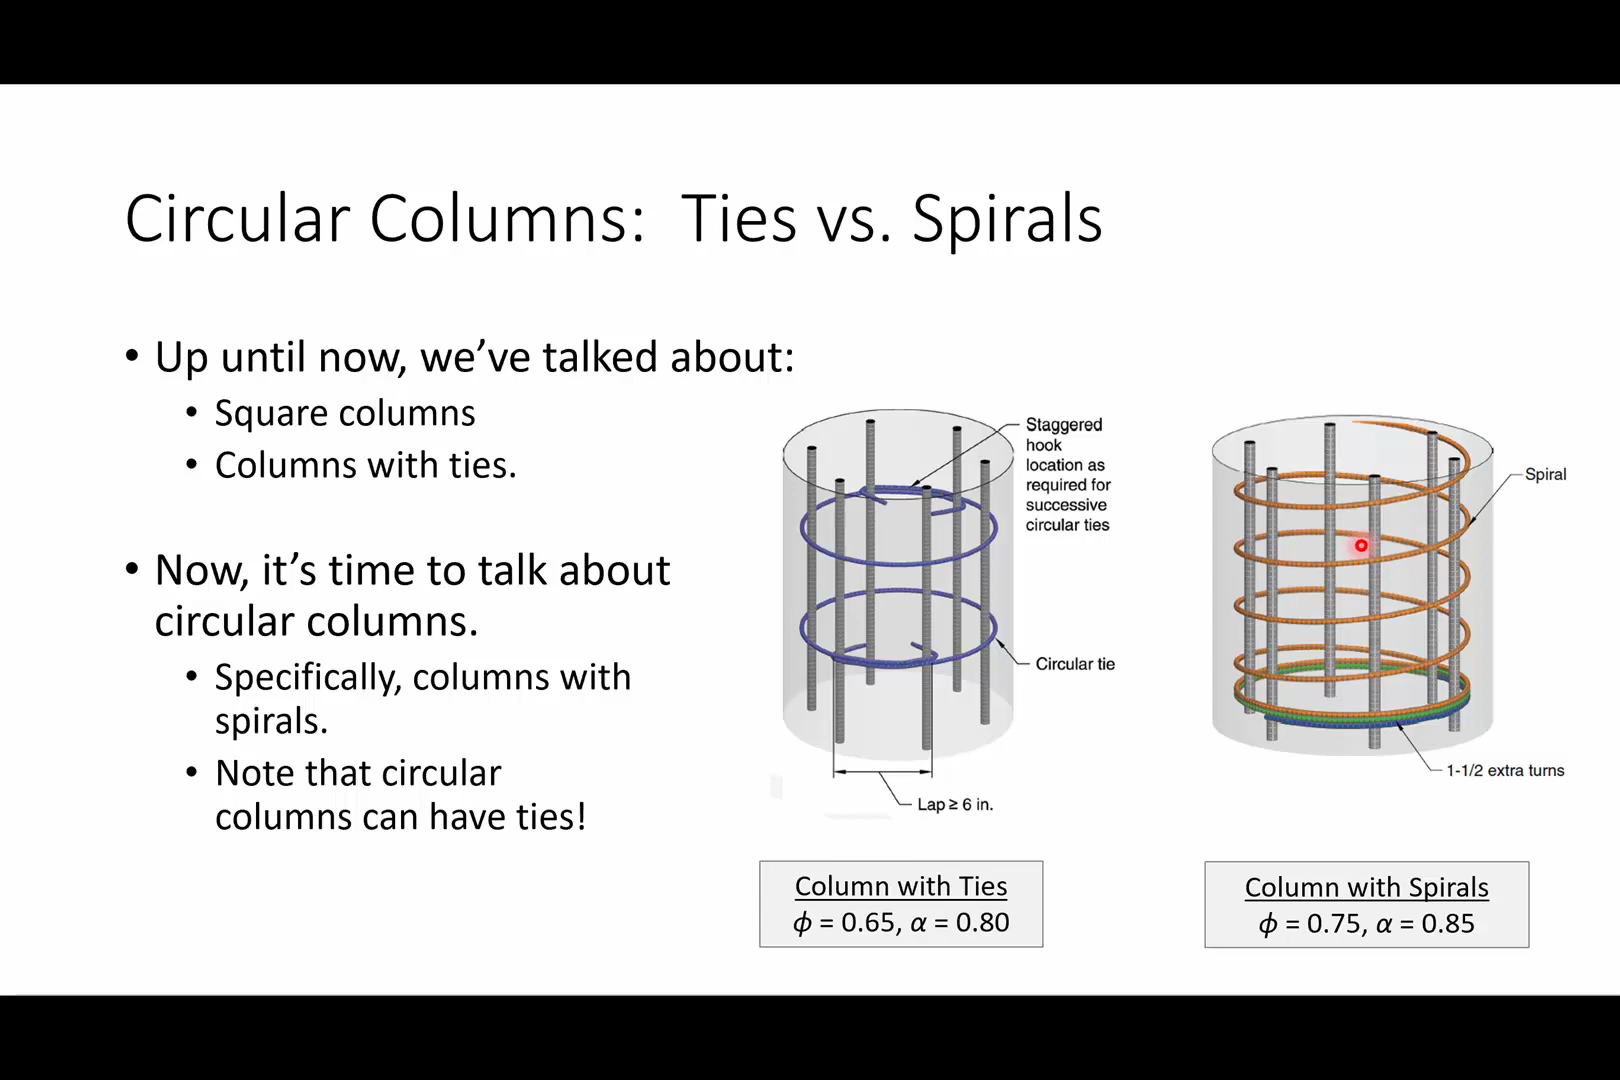 Circular Columns: Ties vs. Spirals
• Up until now, we've talked about:
• Square columns
• Columns with ties.
• Now, it's time to talk about
circular columns.
• Specifically, columns with
spirals.
• Note that circular
columns can have ties!
Staggered
hook
location as
required for
successive
circular ties
Circular tie
Lap ≥ 6 in.
Column with Ties
ϕ = 0.65, α = 0.80
Spiral
1-1/2 extra turns
Column with Spirals
ϕ = 0.75, α = 0.85